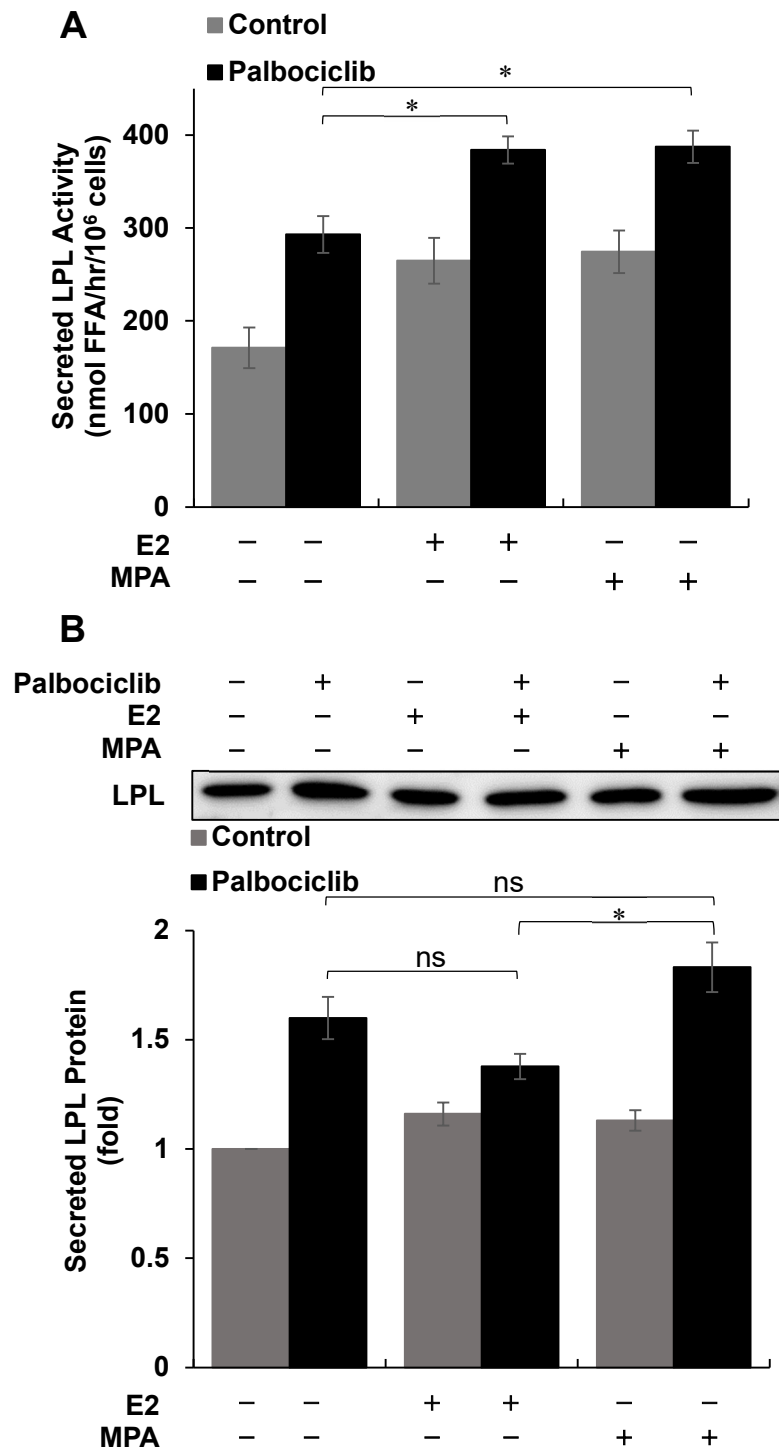 A
Control
Palbociclib
*
*
Secreted LPL Activity
(nmol FFA/hr/10⁶ cells)
400
300
200
100
0
E2 – – + + – –
MPA – – – – + +
B
Palbociclib – + – + – +
E2 – – + + – –
MPA – – – – + +
LPL
Control
Palbociclib
ns
*
ns
Secreted LPL Protein
(fold)
2
1.5
1
0.5
0
E2 – – + + – –
MPA – – – – + +